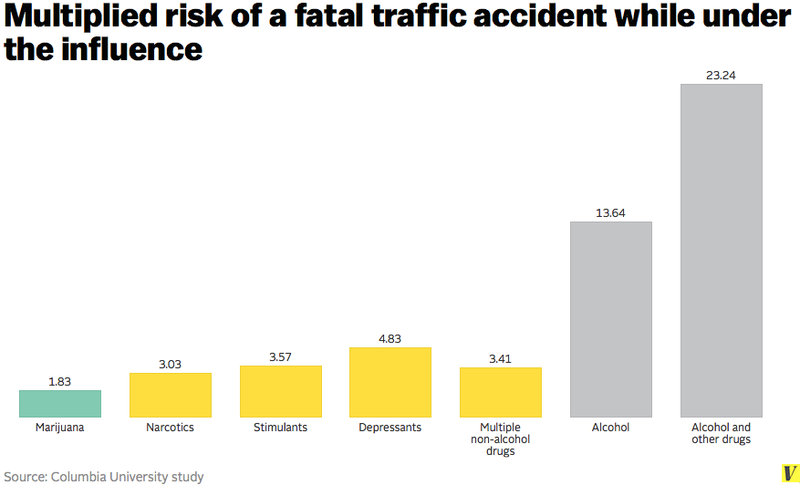 Multiplied risk of a fatal traffic accident while under
the influence
23.24
13.64
4.83
3.57
3.41
3.03
1.83
Marijuana
Narcotics
Stimulants
Depressants
Multiple
non-alcohol
drugs
Alcohol
Alcohol and
other drugs
Source: Columbia University study
V